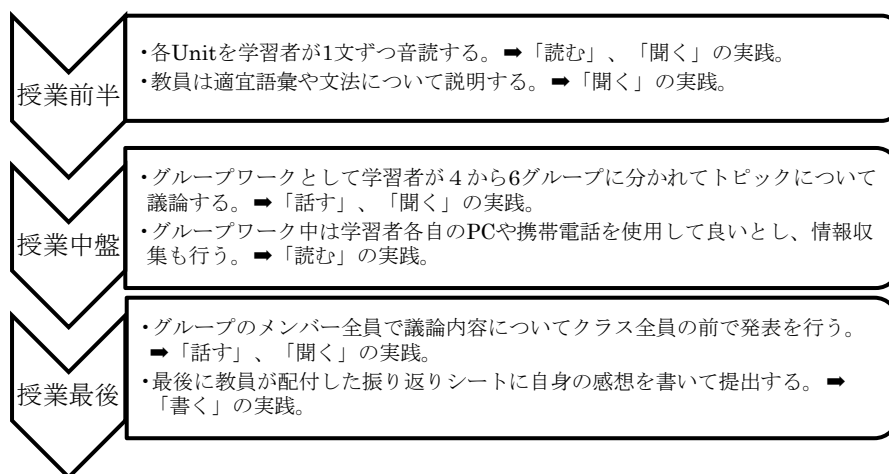 授業前半
・各Unitを学習者が1文ずつ音読する。➡「読む」、「聞く」の実践。
・教員は適宜語彙や文法について説明する。➡「聞く」の実践。
授業中盤
・グループワークとして学習者が４から6グループに分かれてトピックについて
議論する。➡「話す」、「聞く」の実践。
・グループワーク中は学習者各自のPCや携帯電話を使用して良いとし、情報収
集も行う。➡「読む」の実践。
授業最後
・グループのメンバー全員で議論内容についてクラス全員の前で発表を行う。
➡「話す」、「聞く」の実践。
・最後に教員が配付した振り返りシートに自身の感想を書いて提出する。➡
「書く」の実践。